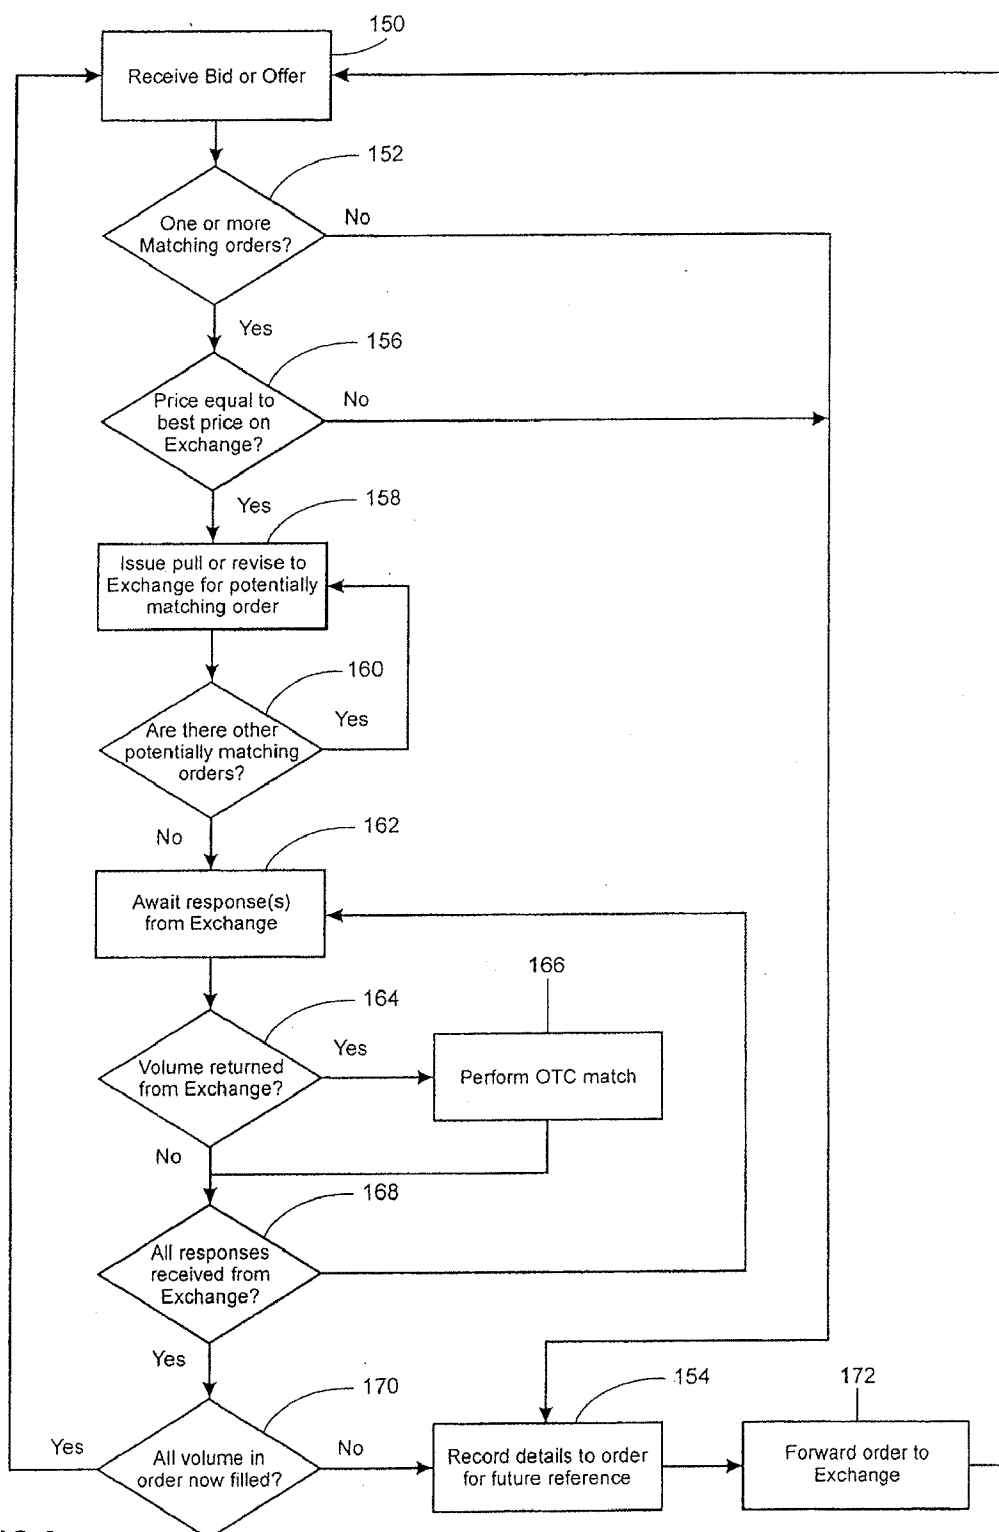 150
Receive Bid or Offer
152
One or more
Matching orders?
No
Yes
156
Price equal to
best price on
Exchange?
No
Yes
158
Issue pull or revise to
Exchange for potentially
matching order
160
Are there other
potentially matching
orders?
Yes
No
162
Await response(s)
from Exchange
166
164
Volume returned
from Exchange?
Yes
Perform OTC match
No
168
All responses
received from
Exchange?
Yes
170
154
172
Yes
All volume in
order now filled?
No
Record details to order
for future reference
Forward order to
Exchange